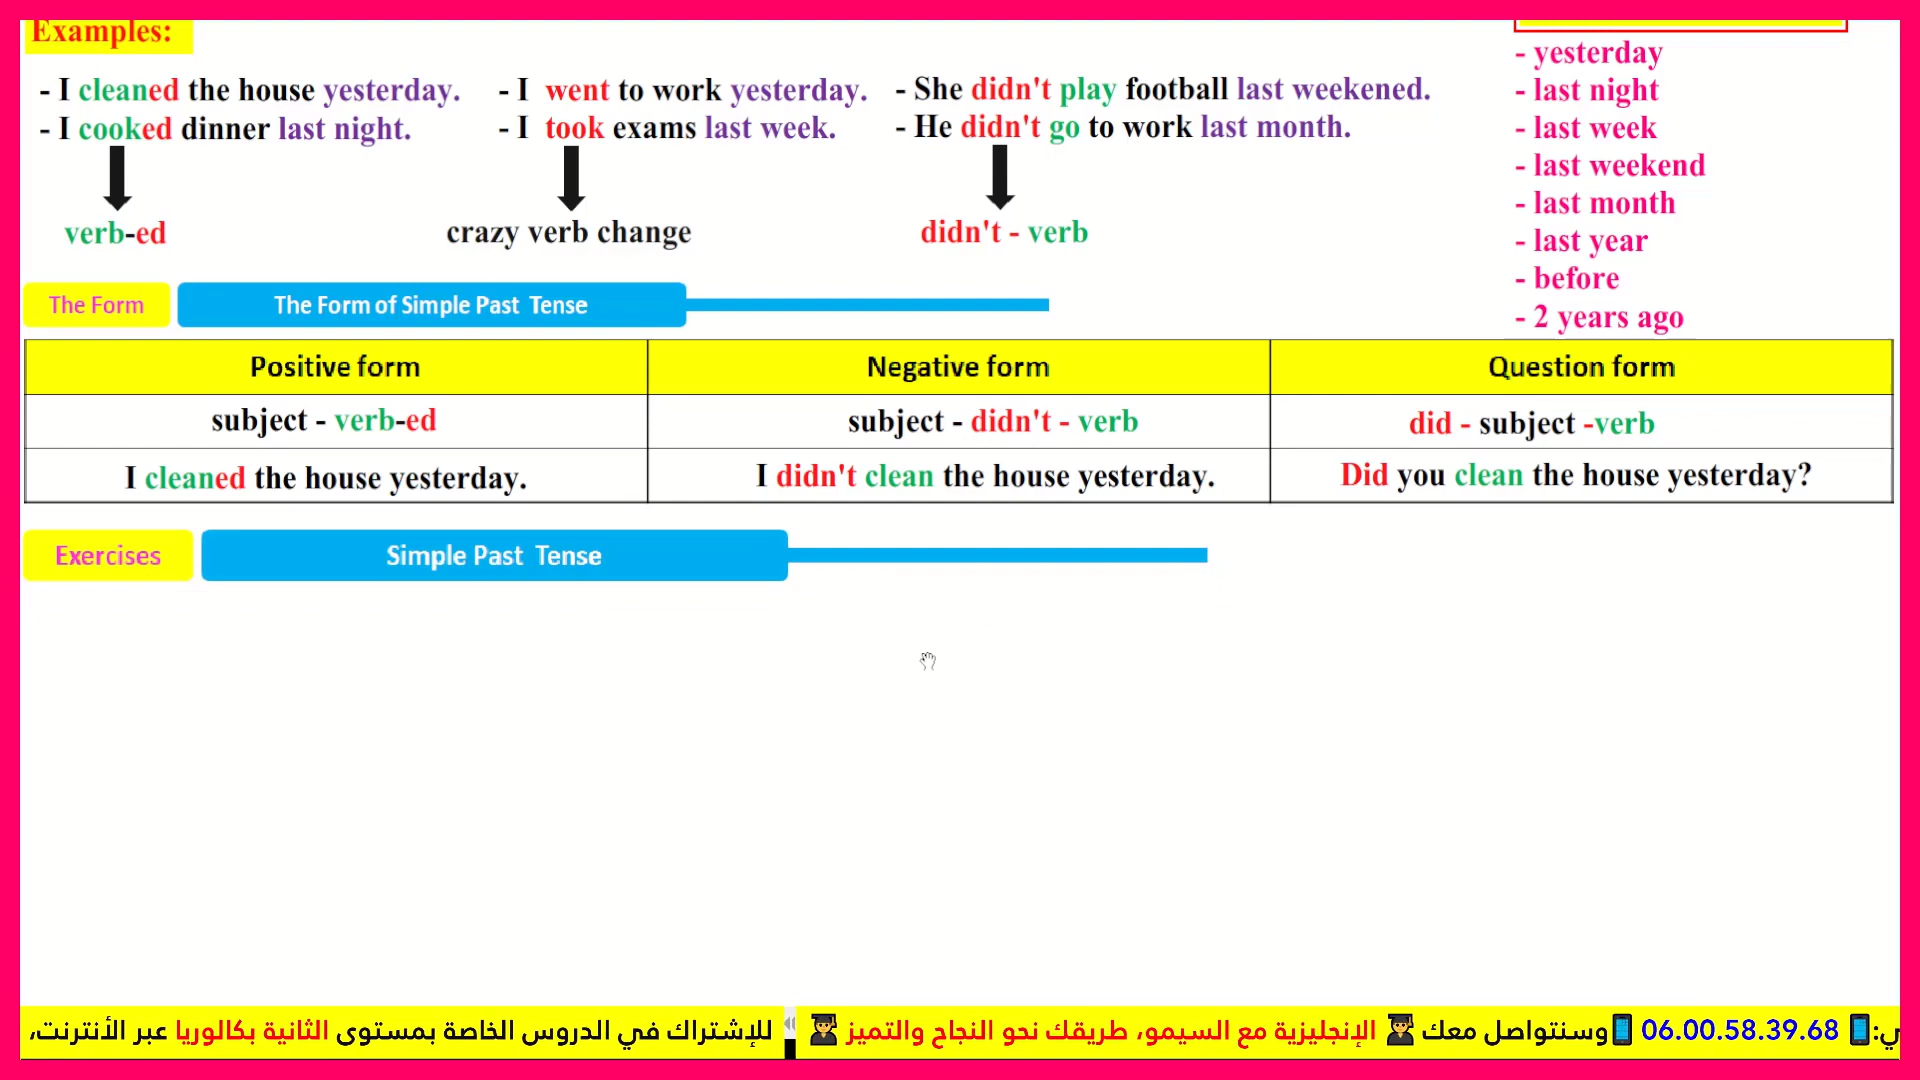 Examples:
- I cleaned the house yesterday.
- I cooked dinner last night.
verb-ed
- I went to work yesterday.
- I took exams last week.
crazy verb change
- She didn't play football last weekened.
- He didn't go to work last month.
didn't - verb
- yesterday
- last night
- last week
- last weekend
- last month
- last year
- before
- 2 years ago
The Form
The Form of Simple Past Tense
Positive form
Negative form
Question form
subject - verb-ed
subject - didn't - verb
did - subject -verb
I cleaned the house yesterday.
I didn't clean the house yesterday.
Did you clean the house yesterday?
Exercises
Simple Past Tense
ي:📱06.00.58.39.68📱وسنتواصل معك 👨‍🎓 الإنجليزية مع السيمو، طريقك نحو النجاح والتميز 👨‍🎓 للإشتراك في الدروس الخاصة بمستوى الثانية بكالوريا عبر الأنترنت،